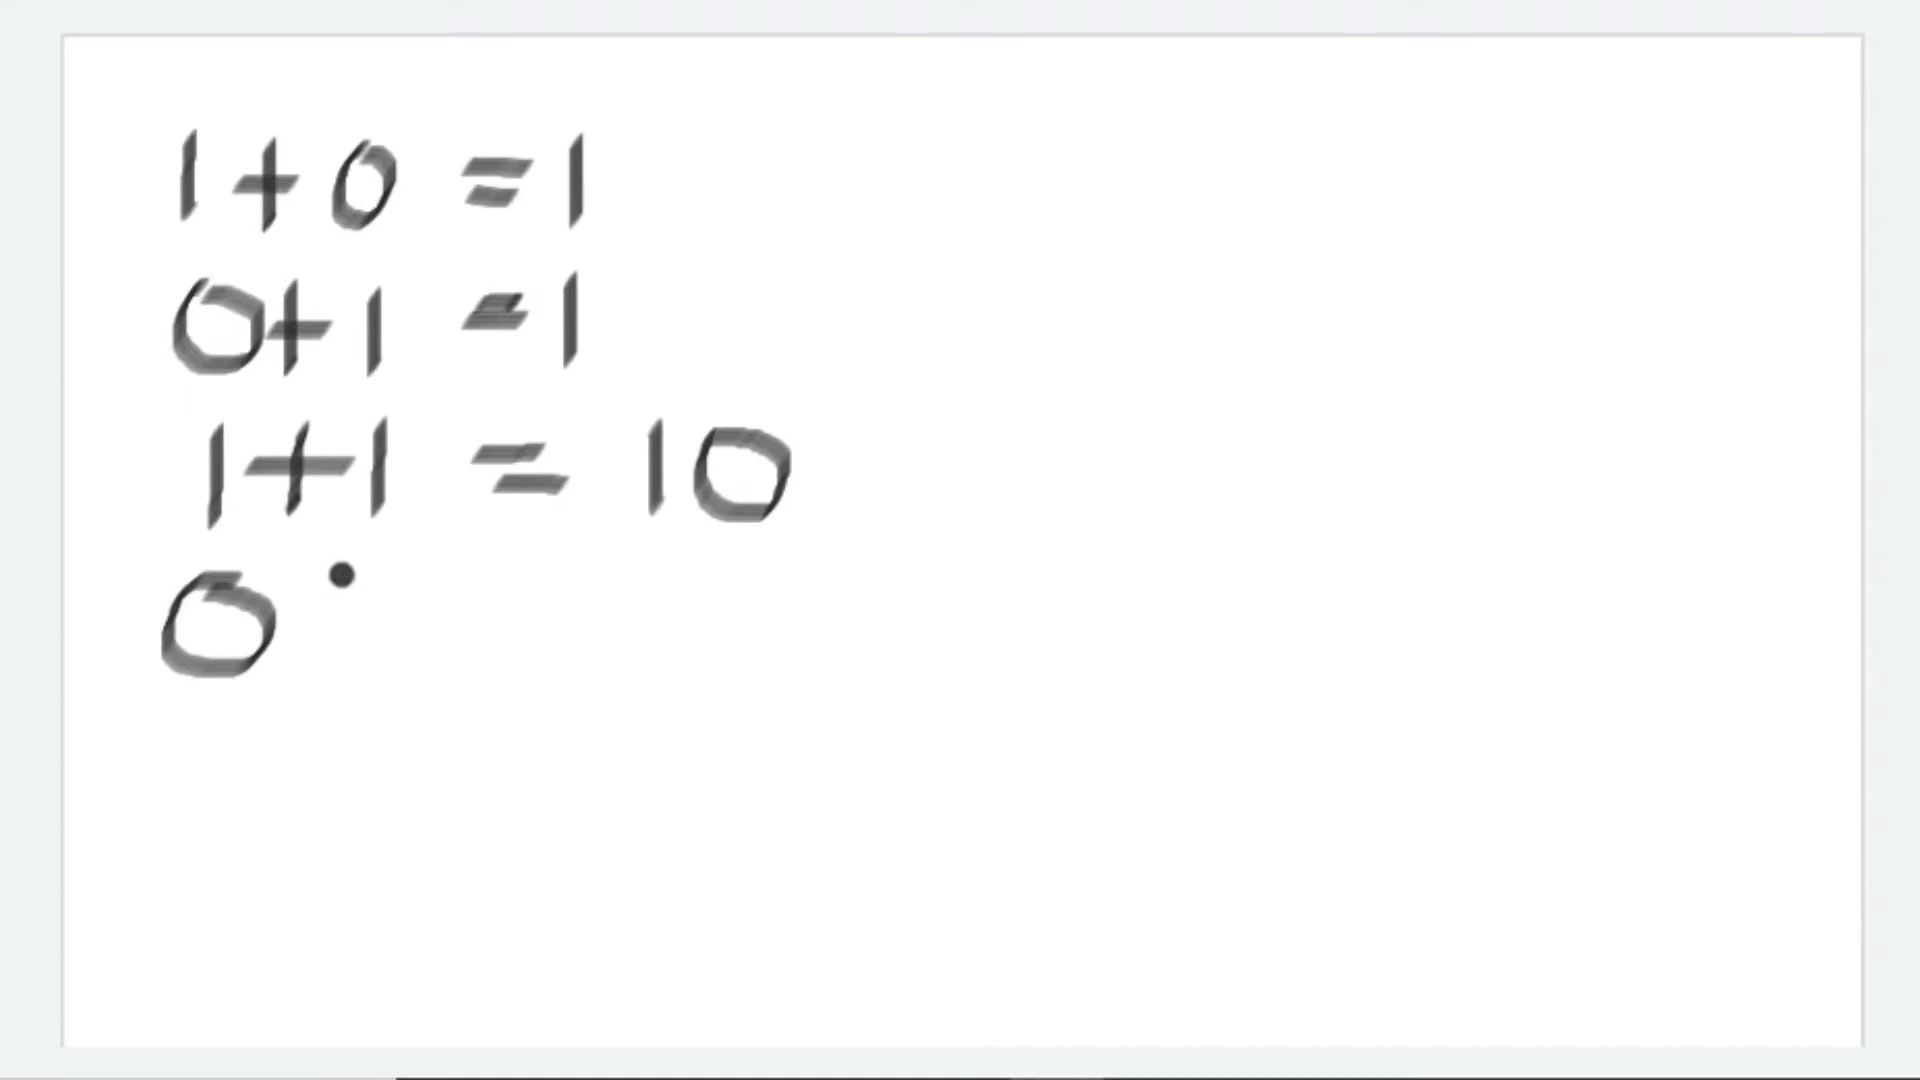 1+0 =1
0+1 =1
1+1 = 10
0